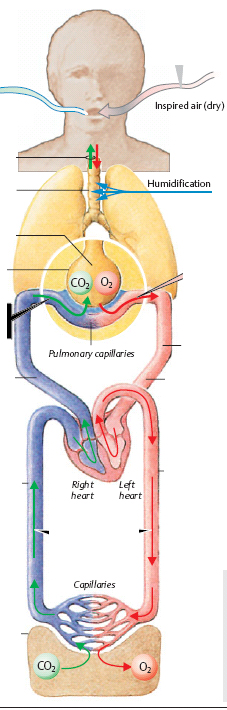 Inspired air (dry)
Humidification
CO₂
O₂
Pulmonary capillaries
Right
heart
Left
heart
Capillaries
CO₂
O₂